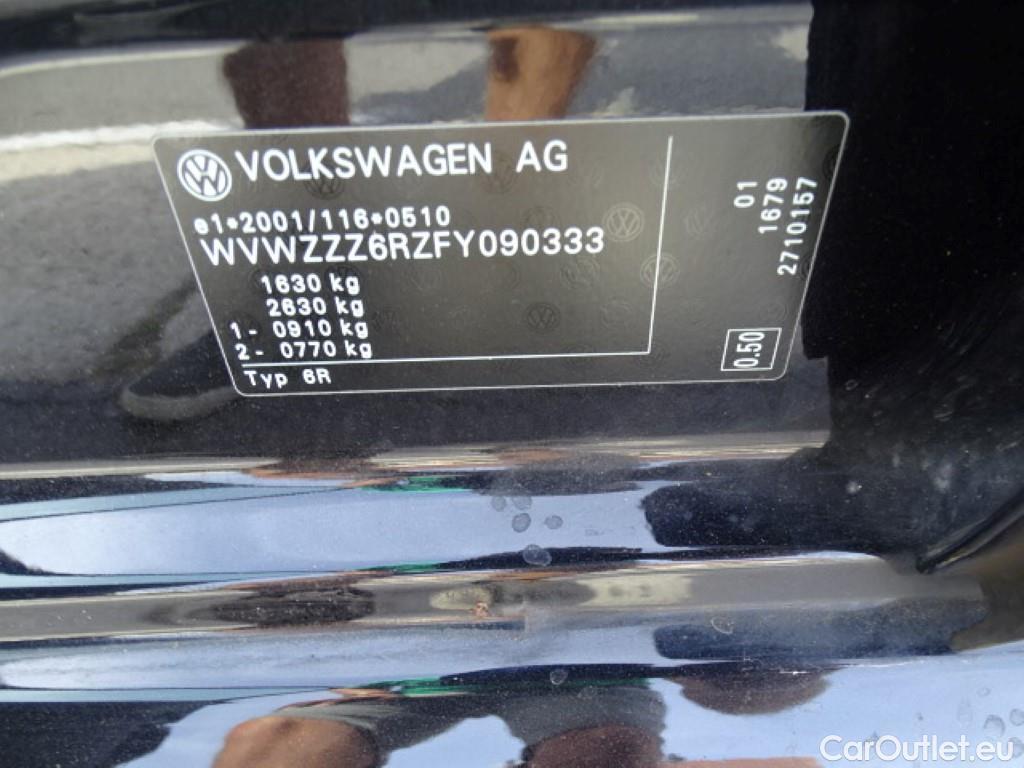 VOLKSWAGEN AG
e1*2001/116*0510
WVWZZZ6RZFY090333
1630 kg
2630 kg
1- 0910 kg
2- 0770 kg
Typ 6R
01
1679
2710157
0.50
CarOutlet.eu